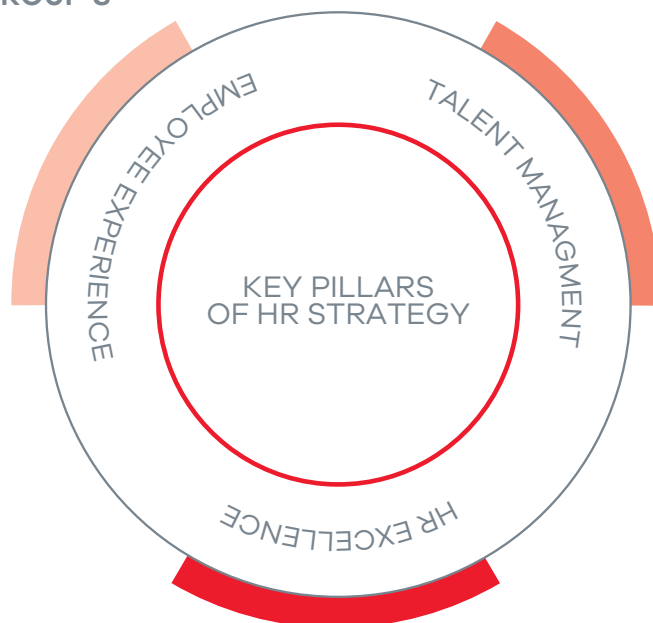 KEY PILLARS
OF HR STRATEGY
EMPLOYEE EXPERIENCE
TALENT MANAGMENT
HR EXCELLENCE